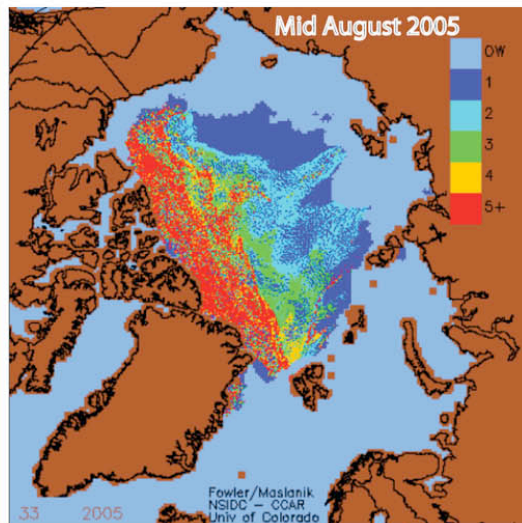 Mid August 2005
OW
1
2
3
4
5+
Fowler/Maslanik
NSIDC – CCAR
Univ of Colorado
33 2005